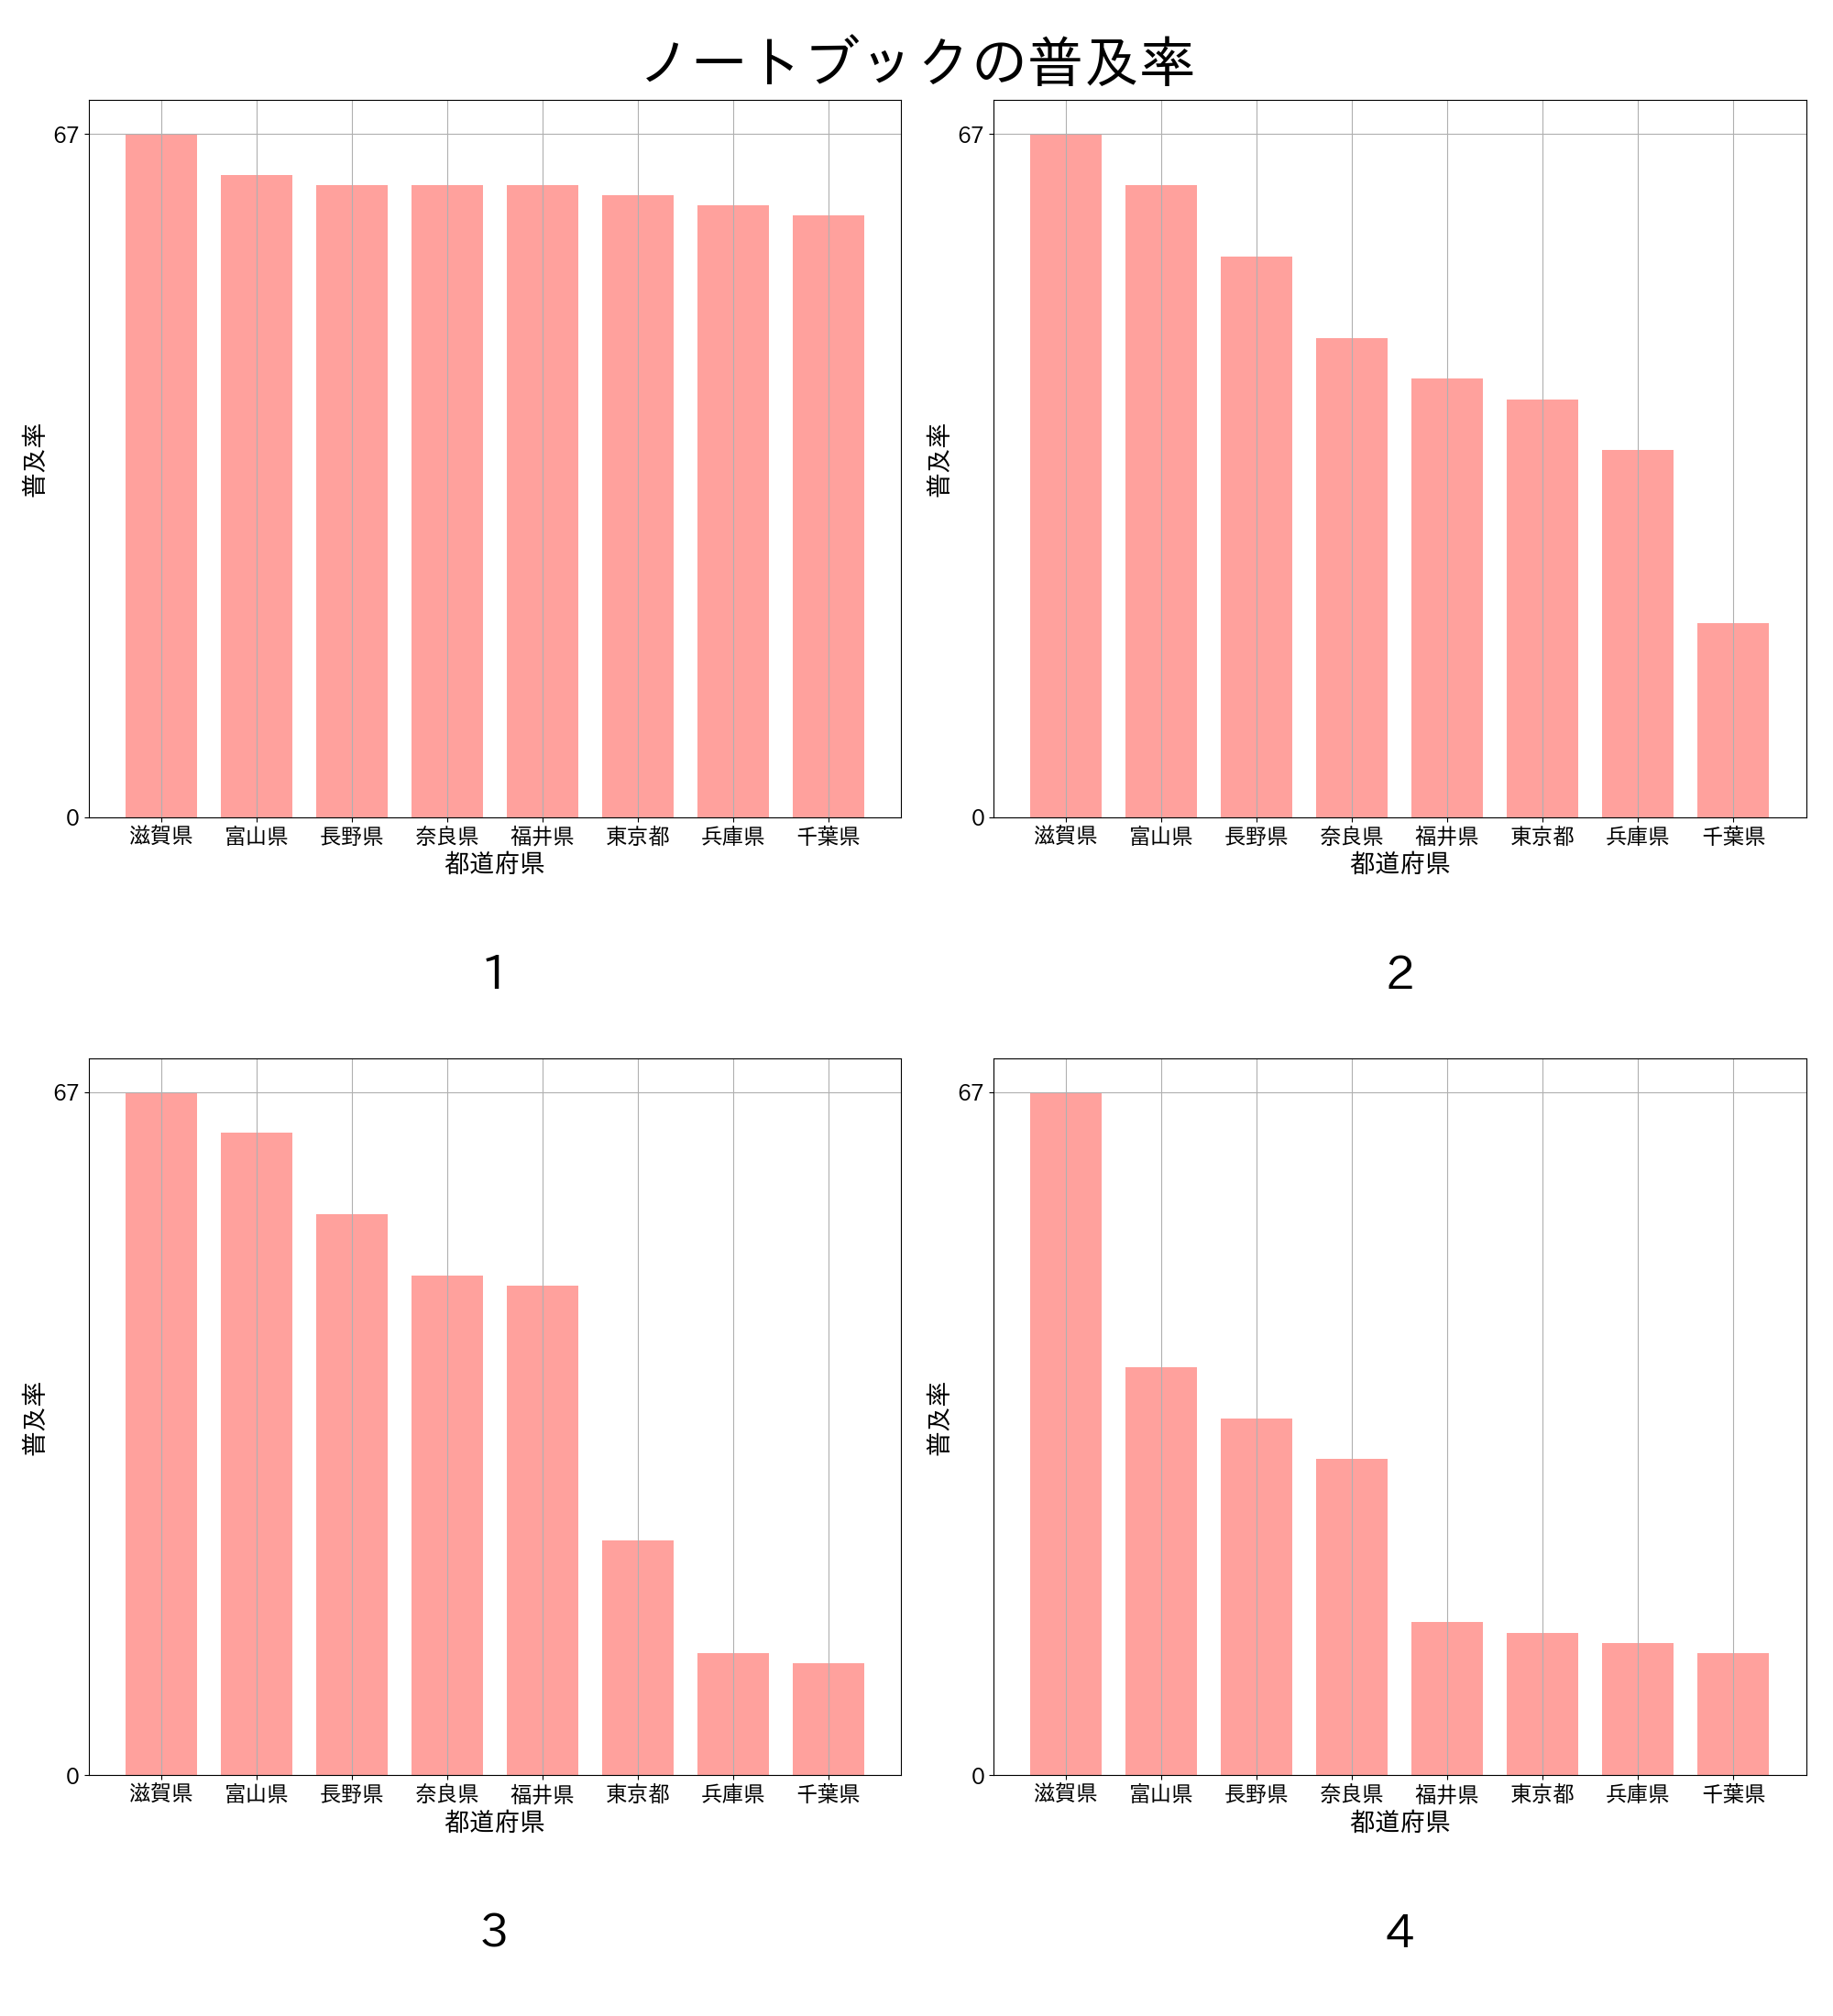 ノートブックの普及率
67
0
普及率
滋賀県 富山県 長野県 奈良県 福井県 東京都 兵庫県 千葉県
都道府県
1
67
0
普及率
滋賀県 富山県 長野県 奈良県 福井県 東京都 兵庫県 千葉県
都道府県
2
67
0
普及率
滋賀県 富山県 長野県 奈良県 福井県 東京都 兵庫県 千葉県
都道府県
3
67
0
普及率
滋賀県 富山県 長野県 奈良県 福井県 東京都 兵庫県 千葉県
都道府県
4